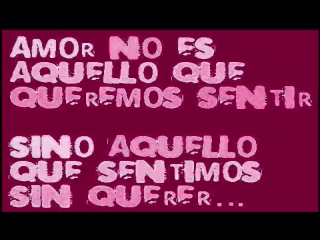 AMOR NO ES
AQUELLO QUE
QUEREMOS SENTIR
SINO AQUELLO
QUE SENTIMOS
SIN QUERER...